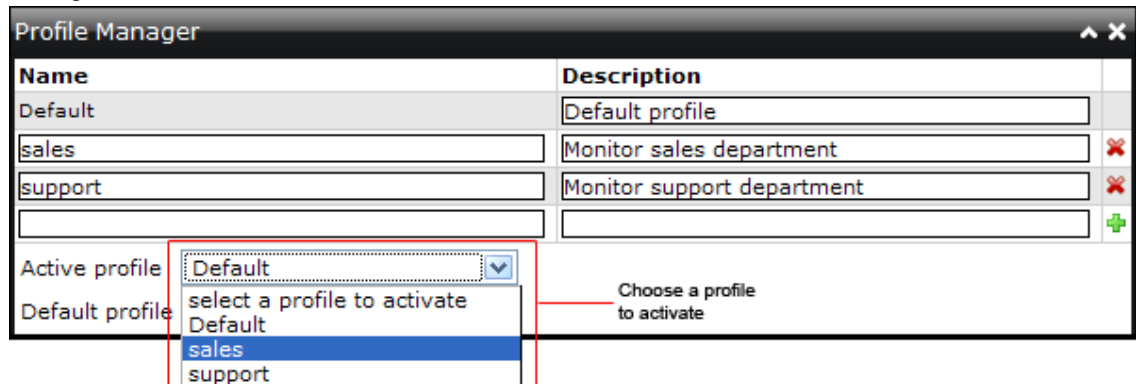 Profile Manager
Name Description
Default Default profile
sales Monitor sales department
support Monitor support department
Active profile Default
select a profile to activate
Default profile Default
sales
support
Choose a profile
to activate